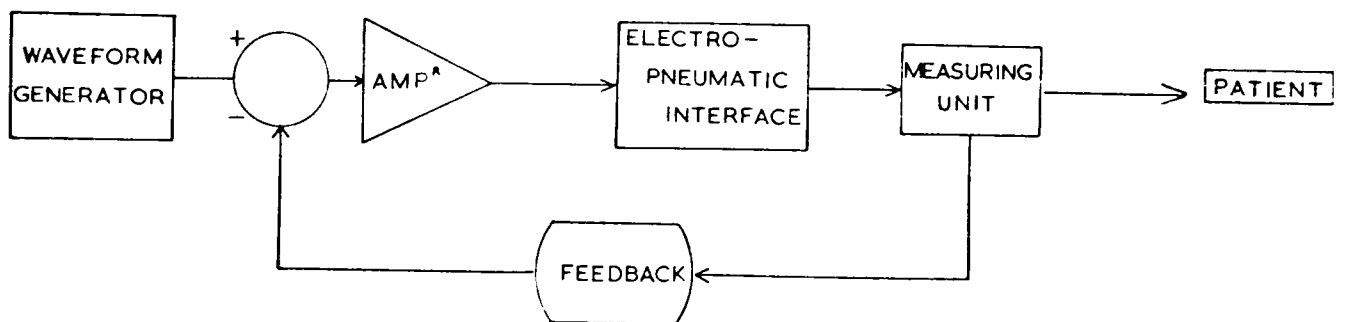 WAVEFORM
GENERATOR
+
−
AMPᴿ
ELECTRO-
PNEUMATIC
INTERFACE
MEASURING
UNIT
PATIENT
FEEDBACK